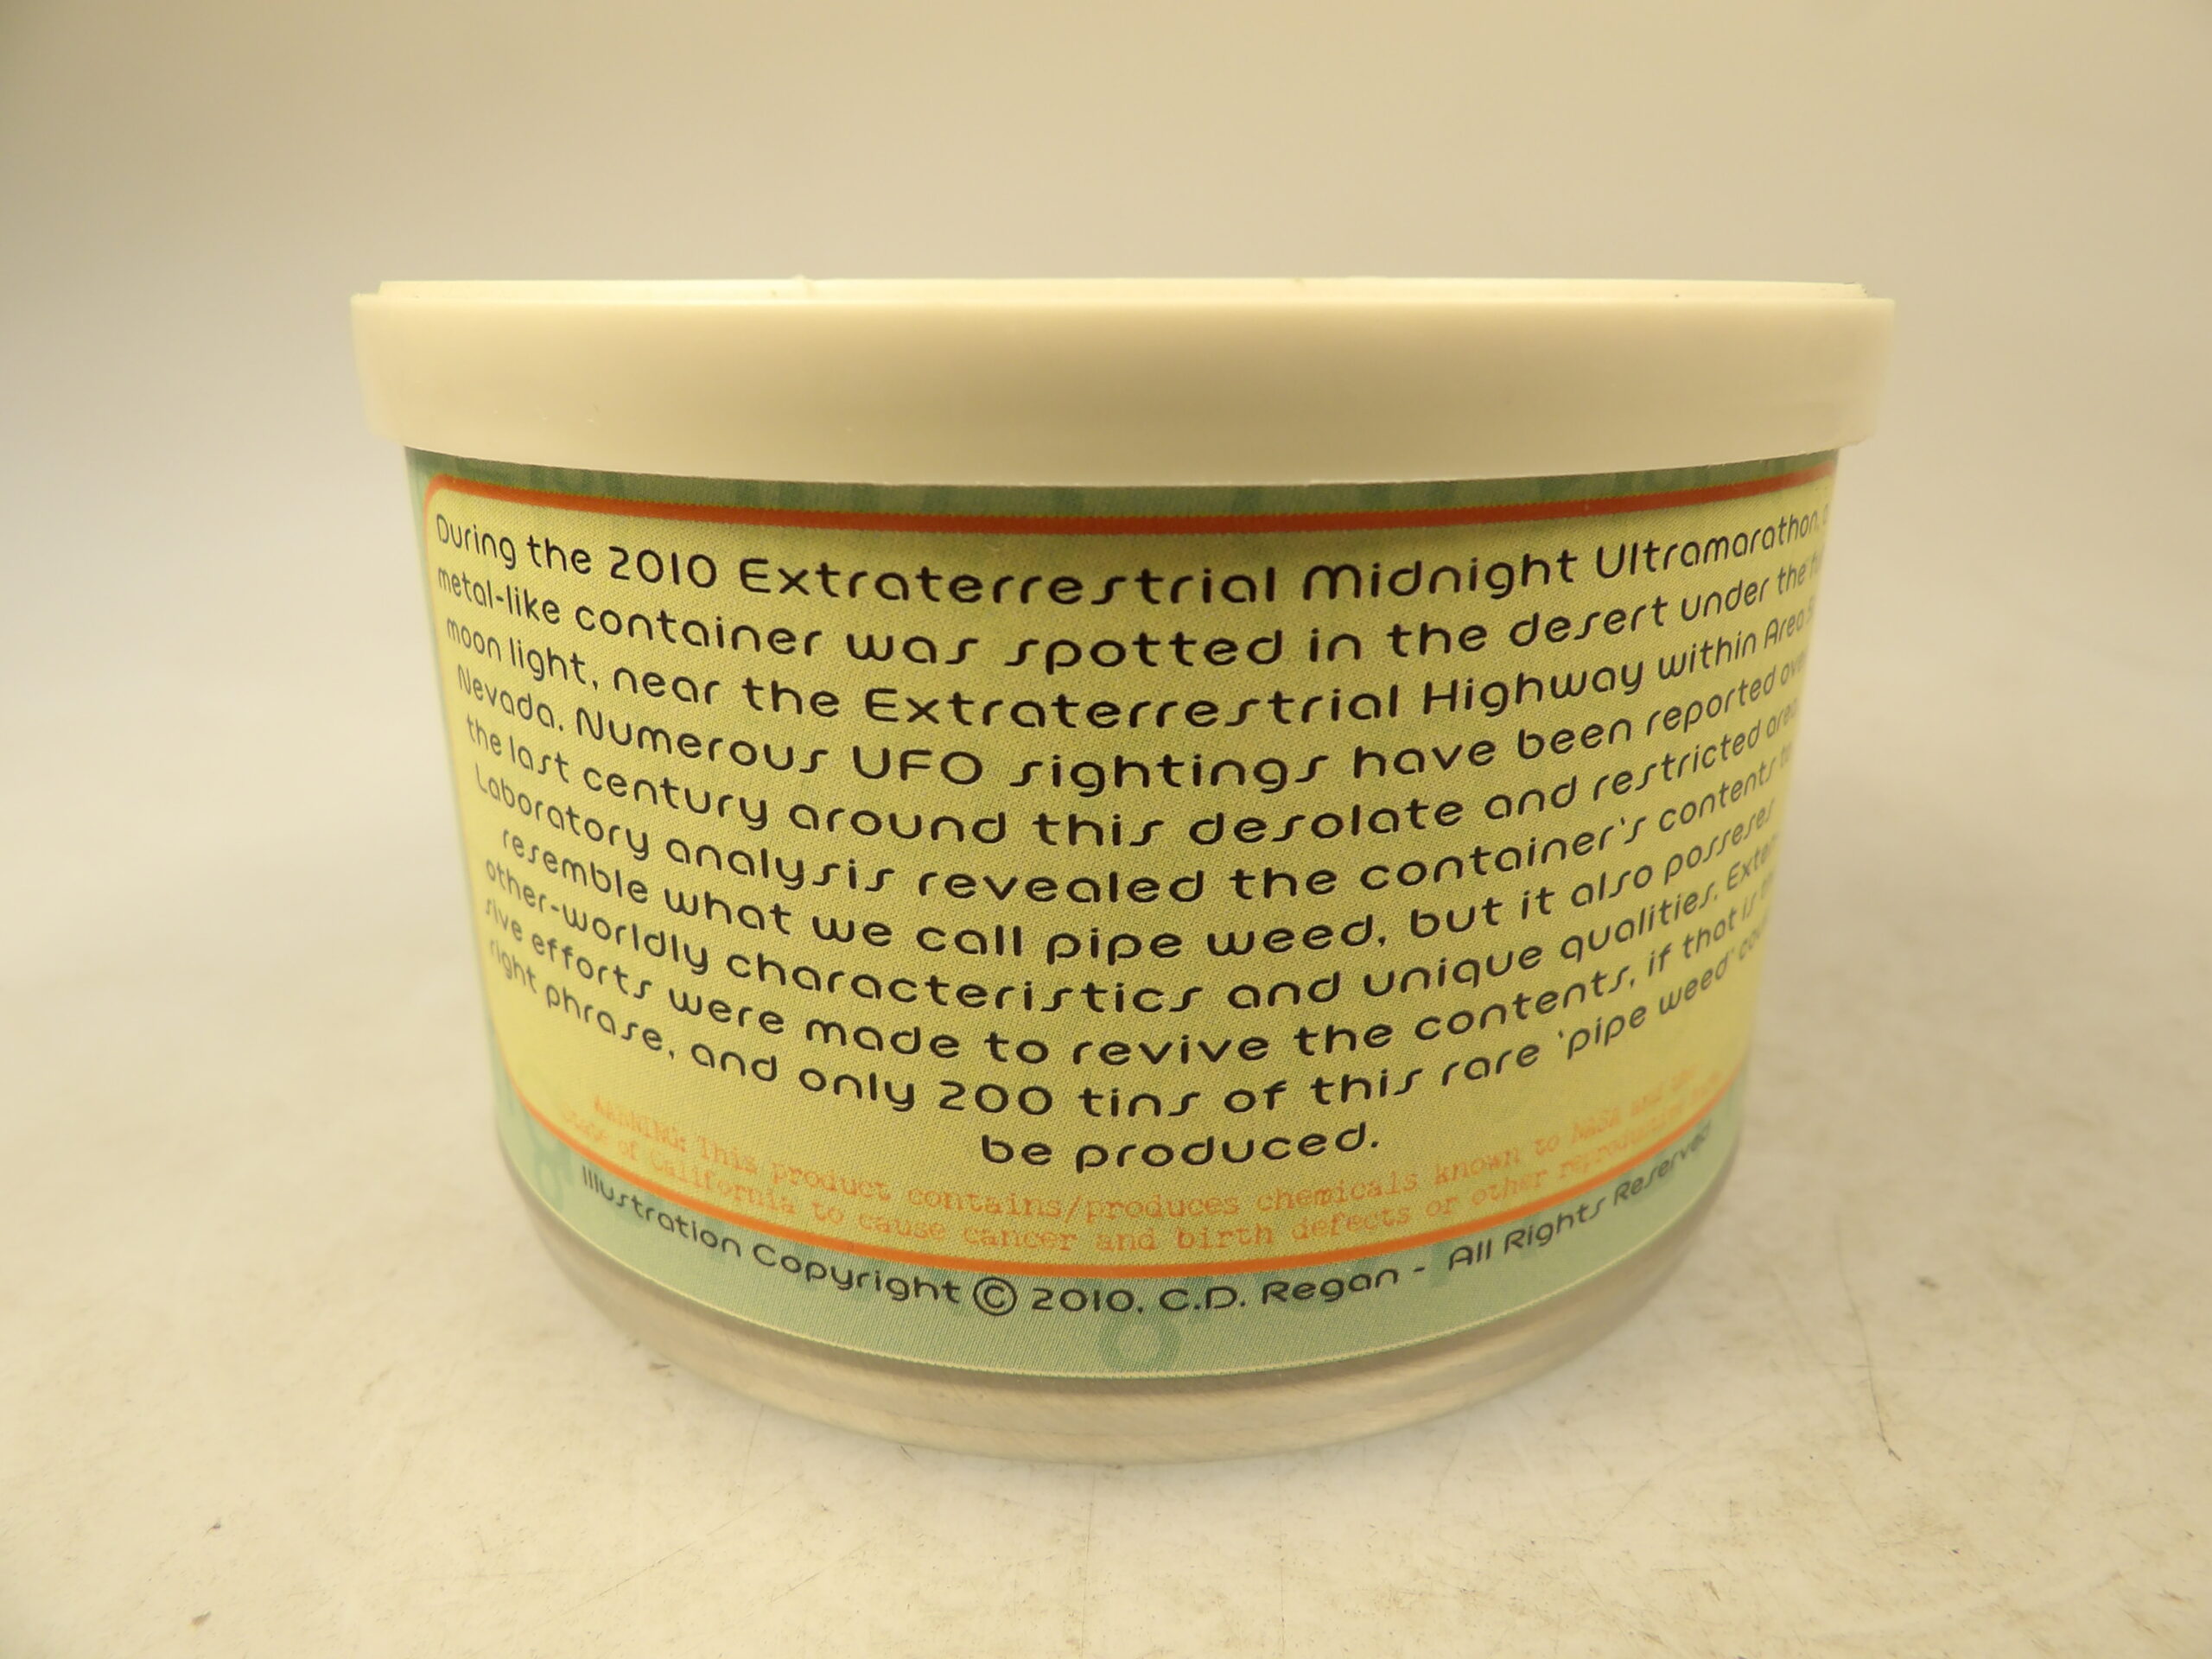 During the 2010 Extraterrestrial Midnight Ultramarathon, a
metal-like container was spotted in the desert under the
moon light, near the Extraterrestrial Highway within Area
Nevada. Numerous UFO sightings have been reported over
the last century around this desolate and restricted area.
Laboratory analysis revealed the container's contents to
resemble what we call pipe weed, but it also posseses
other-worldly characteristics and unique qualities. Exten-
sive efforts were made to revive the contents, if that is
right phrase, and only 200 tins of this rare 'pipe weed'
be produced.
WARNING: This product contains/produces chemicals known to
State of California to cause cancer and birth defects or other
Illustration Copyright © 2010. C.D. Regan - All Rights Reserved